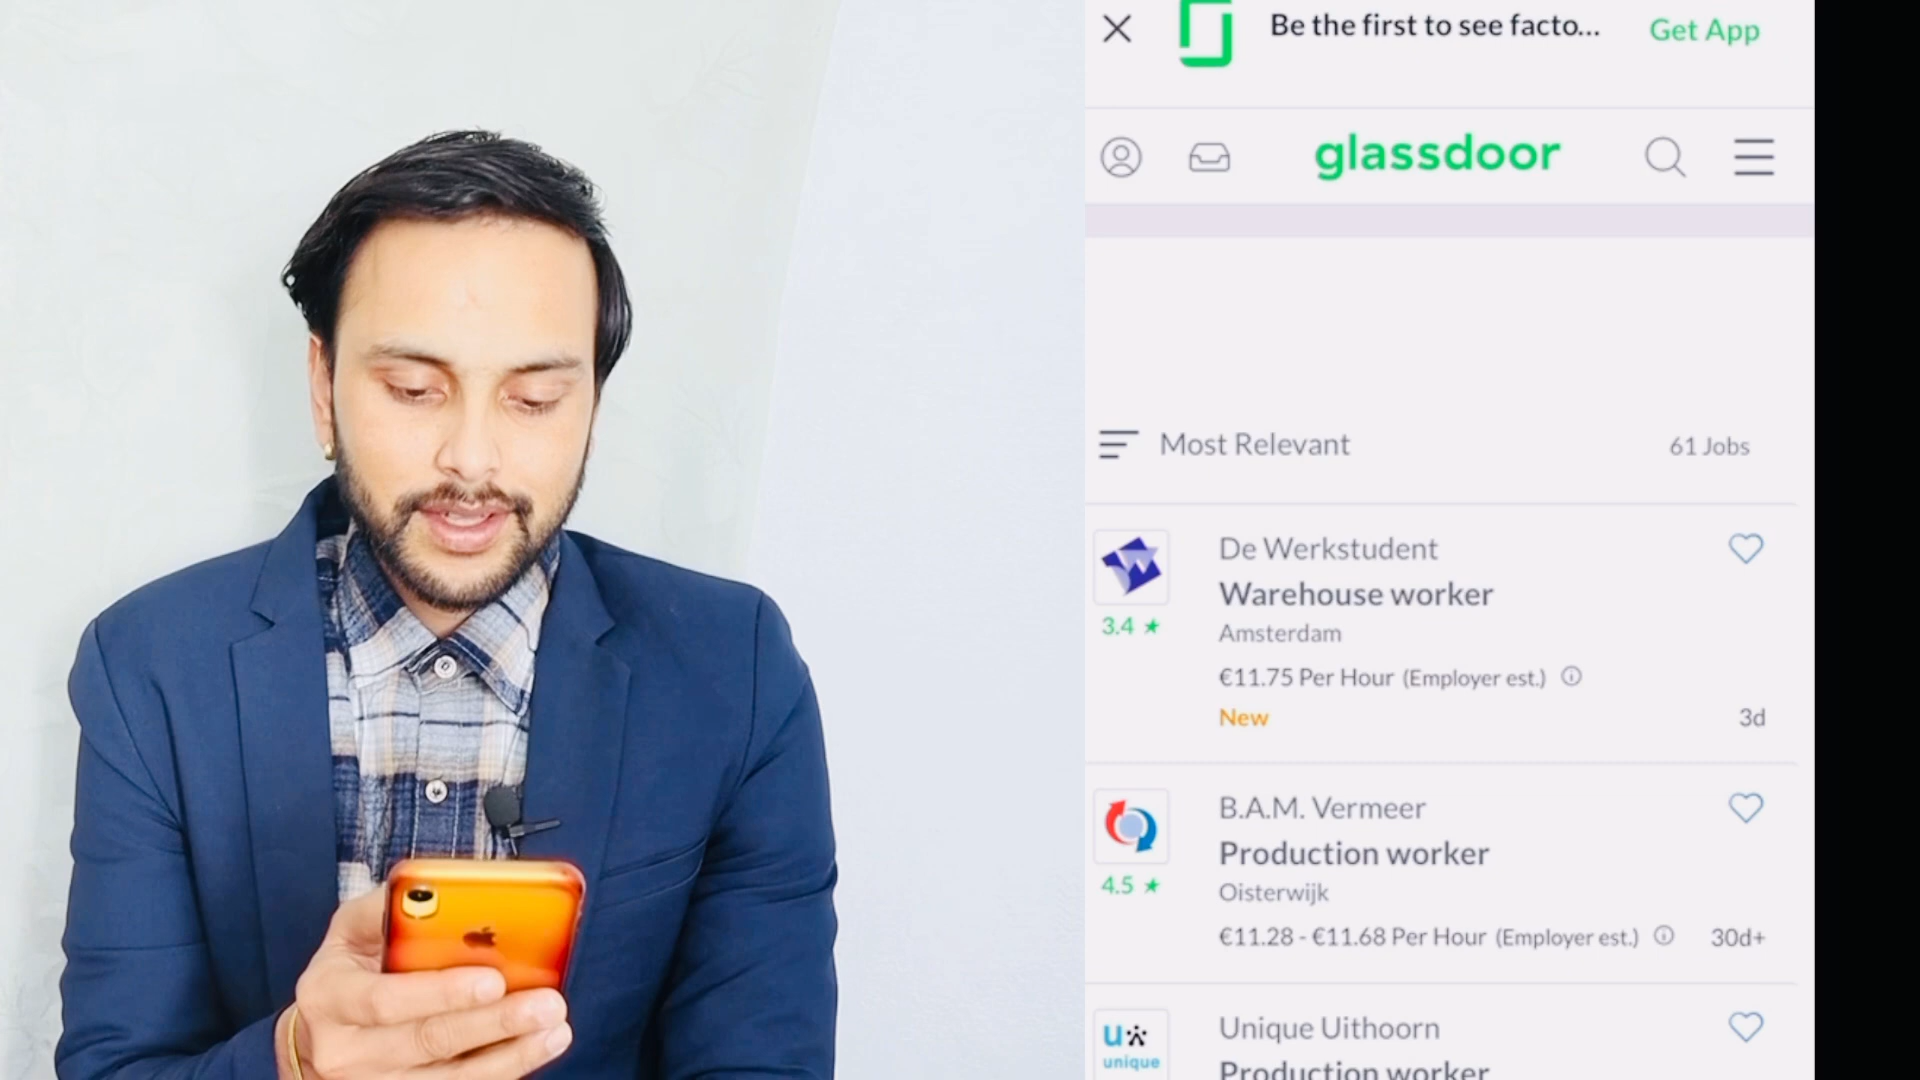 Be the first to see facto...
Get App
glassdoor
Most Relevant
61 Jobs
De Werkstudent
Warehouse worker
3.4 ★
Amsterdam
€11.75 Per Hour (Employer est.)
New
3d
B.A.M. Vermeer
Production worker
4.5 ★
Oisterwijk
€11.28 - €11.68 Per Hour (Employer est.)
30d+
Unique Uithoorn
unique
Production worker